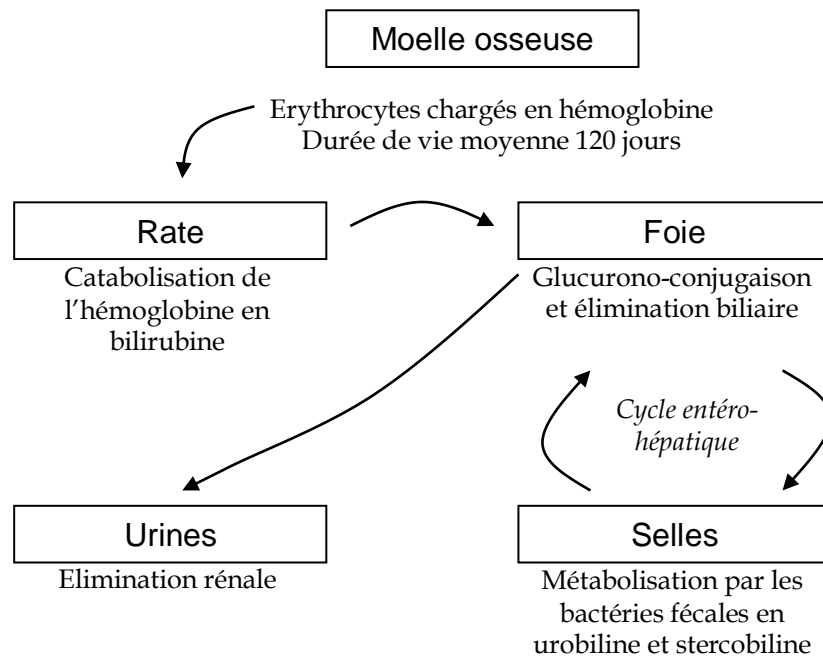 Moelle osseuse
Erythrocytes chargés en hémoglobine
Durée de vie moyenne 120 jours
Rate
Catabolisation de
l'hémoglobine en
bilirubine
Foie
Glucurono-conjugaison
et élimination biliaire
Cycle entéro-
hépatique
Urines
Elimination rénale
Selles
Métabolisation par les
bactéries fécales en
urobiline et stercobiline